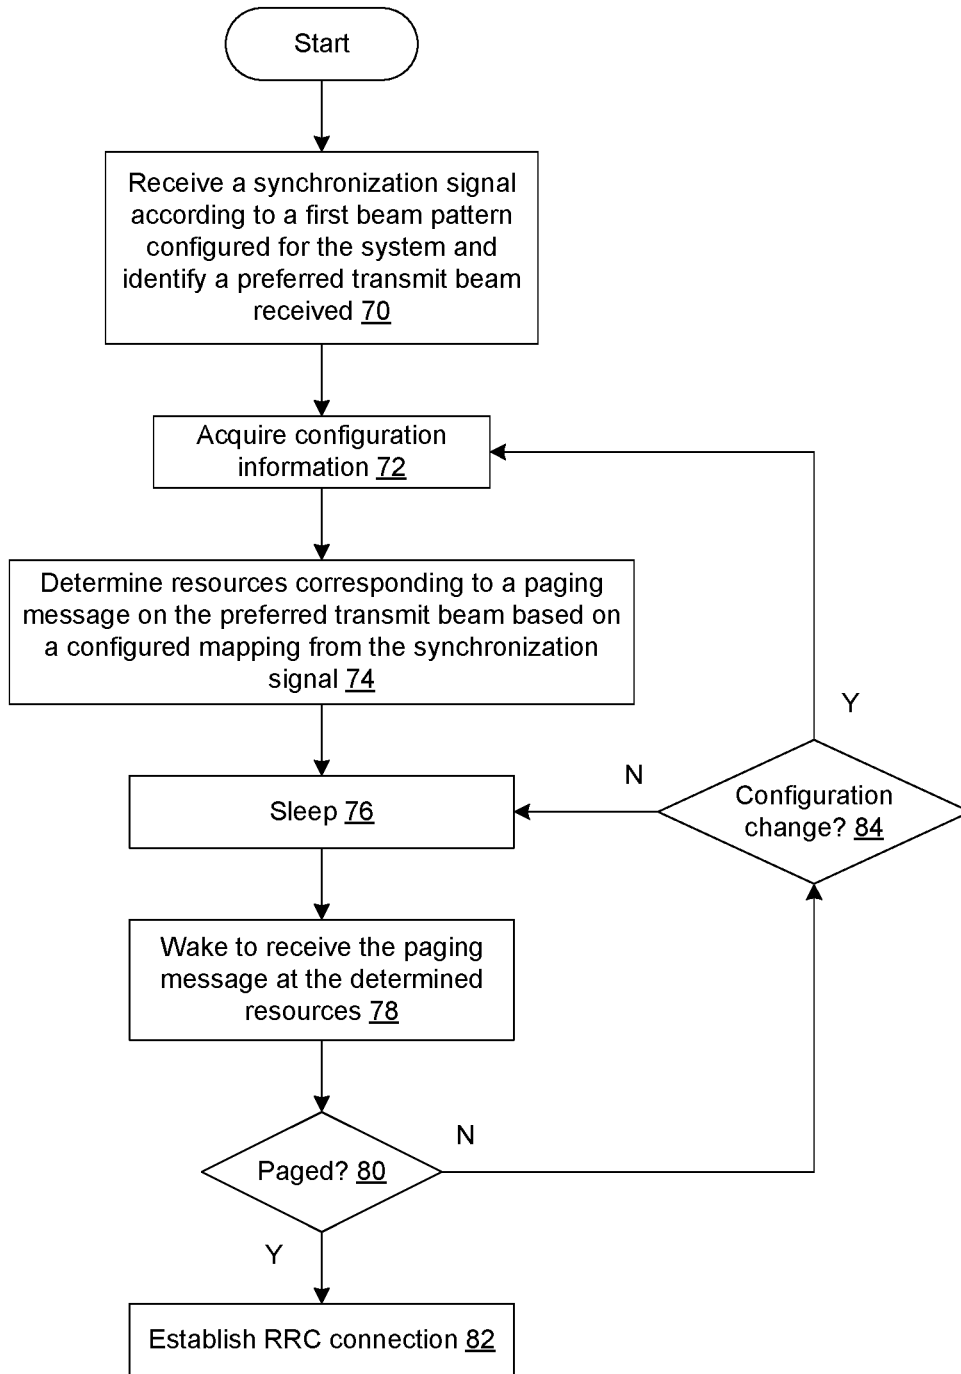 Start
Receive a synchronization signal
according to a first beam pattern
configured for the system and
identify a preferred transmit beam
received 70
Acquire configuration
information 72
Determine resources corresponding to a paging
message on the preferred transmit beam based on
a configured mapping from the synchronization
signal 74
Y
N
Configuration
change? 84
Sleep 76
Wake to receive the paging
message at the determined
resources 78
N
Paged? 80
Y
Establish RRC connection 82